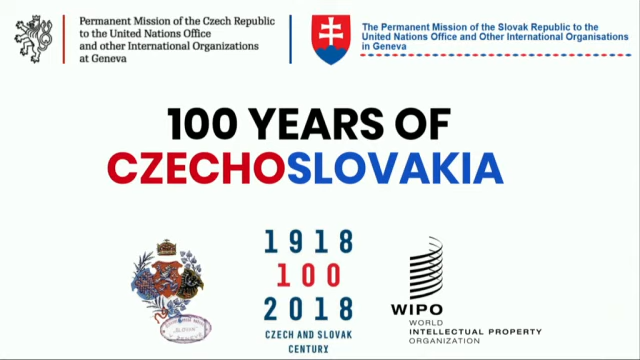 Permanent Mission of the Czech Republic
to the United Nations Office
and other International Organizations
at Geneva
The Permanent Mission of the Slovak Republic to the
United Nations Office and Other International Organisations
in Geneva
100 YEARS OF
CZECHOSLOVAKIA
1918
100
2018
CZECH AND SLOVAK
CENTURY
WIPO
WORLD
INTELLECTUAL PROPERTY
ORGANIZATION